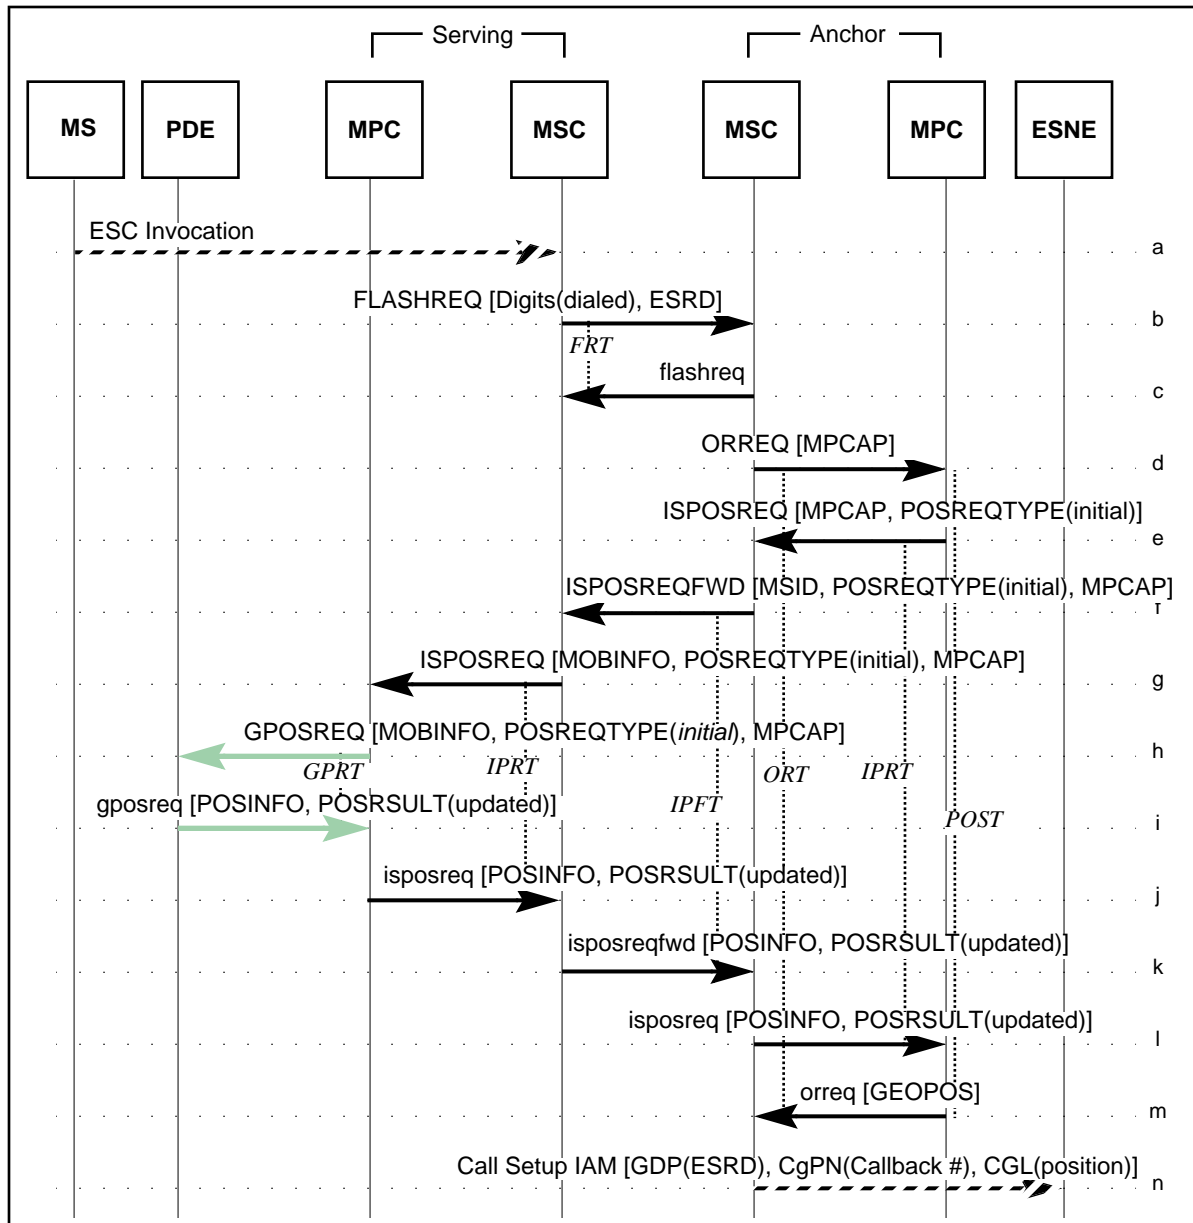 Serving
Anchor
MS
PDE
MPC
MSC
MSC
MPC
ESNE
ESC Invocation
a
FLASHREQ [Digits(dialed), ESRD]
b
FRT
flashreq
c
ORREQ [MPCAP]
d
ISPOSREQ [MPCAP, POSREQTYPE(initial)]
e
ISPOSREQFWD [MSID, POSREQTYPE(initial), MPCAP]
f
ISPOSREQ [MOBINFO, POSREQTYPE(initial), MPCAP]
g
GPOSREQ [MOBINFO, POSREQTYPE(initial), MPCAP]
h
GPRT
IPRT
ORT
IPRT
gposreq [POSINFO, POSRSULT(updated)]
IPFT
POST
i
isposreq [POSINFO, POSRSULT(updated)]
j
isposreqfwd [POSINFO, POSRSULT(updated)]
k
isposreq [POSINFO, POSRSULT(updated)]
l
orreq [GEOPOS]
m
Call Setup IAM [GDP(ESRD), CgPN(Callback #), CGL(position)]
n